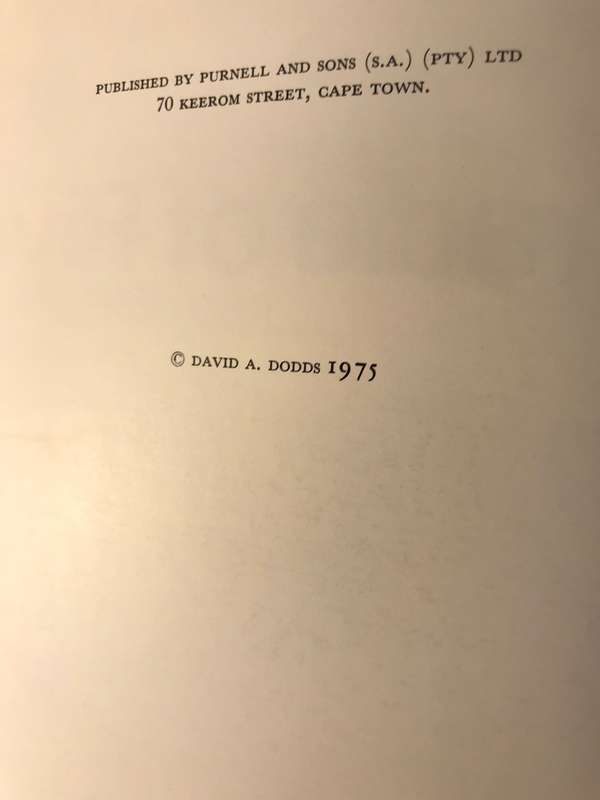 PUBLISHED BY PURNELL AND SONS (S.A.) (PTY) LTD
70 KEEROM STREET, CAPE TOWN.
© DAVID A. DODDS 1975